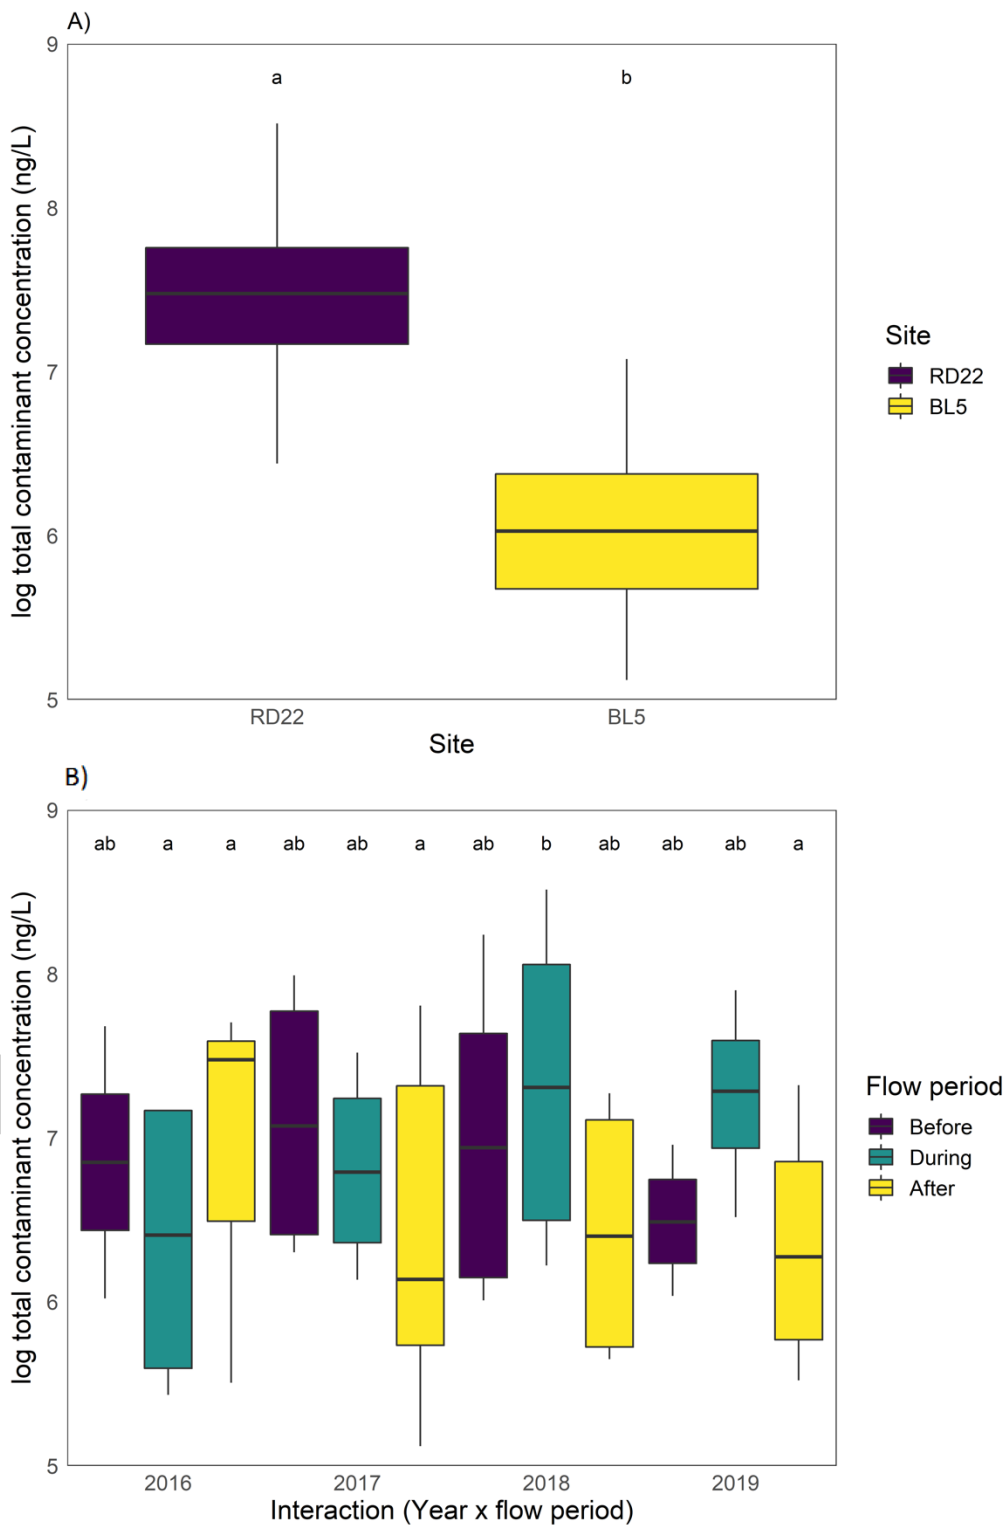 A)
log total contaminant concentration (ng/L)
9
8
7
6
5
a b
RD22 BL5
Site
Site
RD22
BL5
B)
log total contaminant concentration (ng/L)
9
8
7
6
5
ab a a ab ab a ab b ab ab ab a
2016 2017 2018 2019
Interaction (Year x flow period)
Flow period
Before
During
After